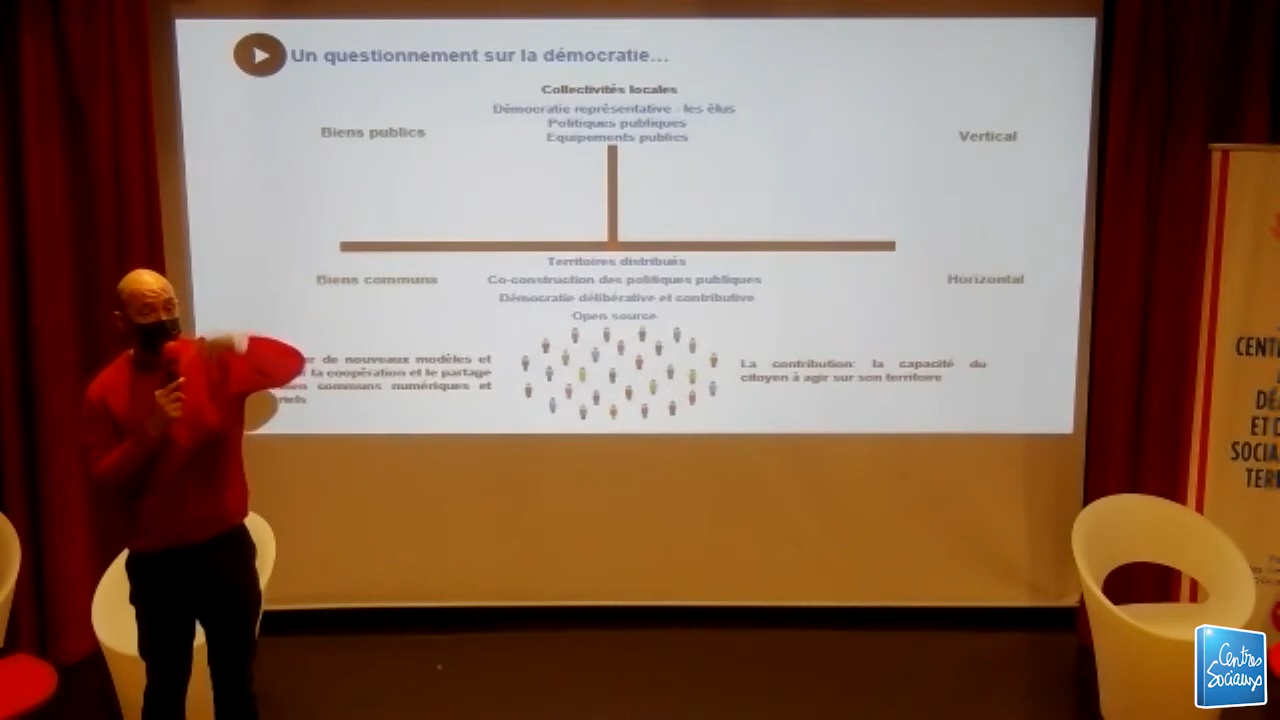 Un questionnement sur la démocratie...
Collectivités locales
Démocratie représentative - les élus
Politiques publiques
Equipements publics
Biens publics
Vertical
Territoires distribués
Biens communs
Co-construction des politiques publiques
Horizontal
Démocratie délibérative et contributive
Open source
de nouveaux modèles et
la coopération et le partage
communs numériques et
La contribution: la capacité du
citoyen à agir sur son territoire
CENT
DÉ
ET D
SOCIA
TER
Centres
Sociaux